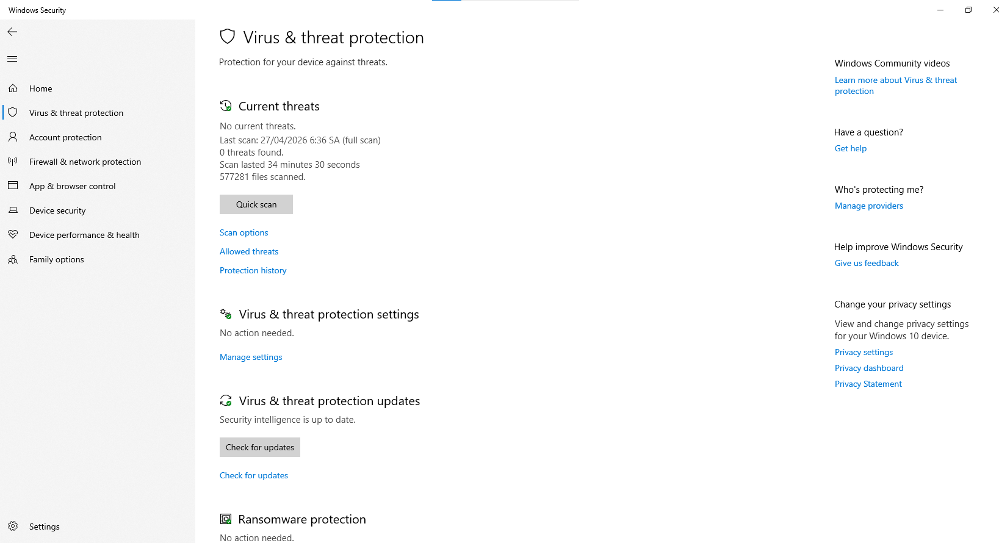 Windows Security
Home
Virus & threat protection
Account protection
Firewall & network protection
App & browser control
Device security
Device performance & health
Family options
Settings
Virus & threat protection
Protection for your device against threats.
Current threats
No current threats.
Last scan: 27/04/2026 6:36 SA (full scan)
0 threats found.
Scan lasted 34 minutes 30 seconds
577281 files scanned.
Quick scan
Scan options
Allowed threats
Protection history
Virus & threat protection settings
No action needed.
Manage settings
Virus & threat protection updates
Security intelligence is up to date.
Check for updates
Check for updates
Ransomware protection
No action needed.
Windows Community videos
Learn more about Virus & threat
protection
Have a question?
Get help
Who's protecting me?
Manage providers
Help improve Windows Security
Give us feedback
Change your privacy settings
View and change privacy settings
for your Windows 10 device.
Privacy settings
Privacy dashboard
Privacy Statement